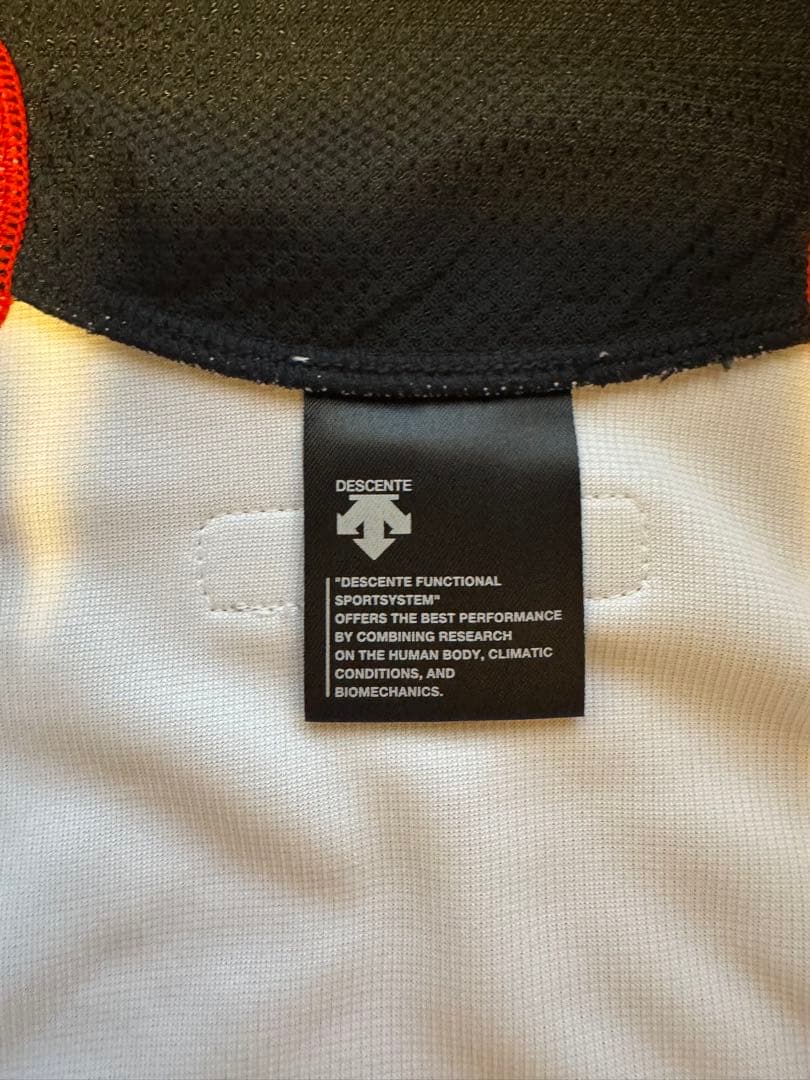 DESCENTE
"DESCENTE FUNCTIONAL
SPORTSYSTEM"
OFFERS THE BEST PERFORMANCE
BY COMBINING RESEARCH
ON THE HUMAN BODY, CLIMATIC
CONDITIONS, AND
BIOMECHANICS.